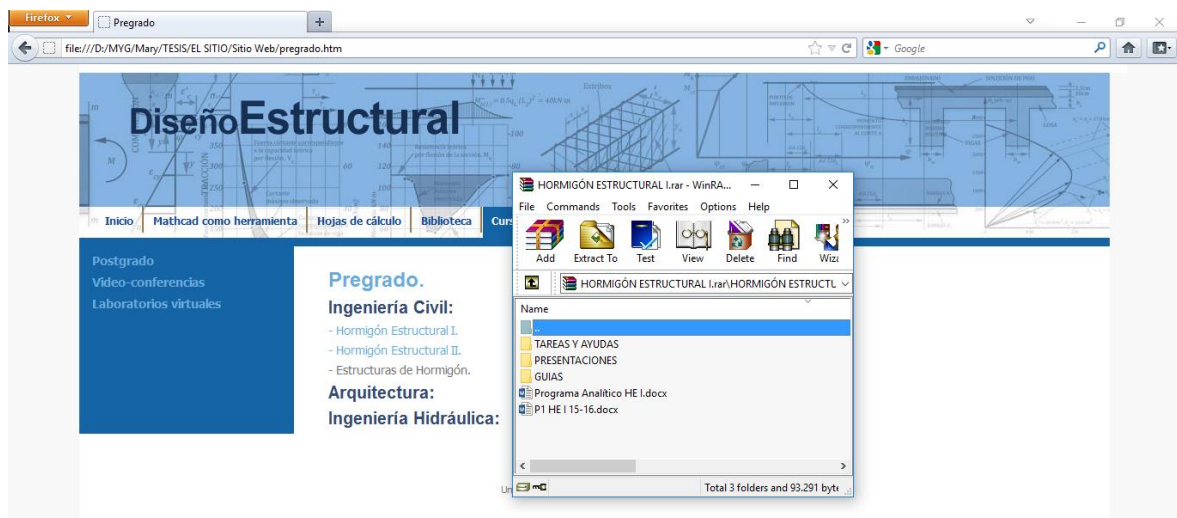 Firefox
Pregrado
file:///D:/MYG/Mary/TESIS/EL SITIO/Sitio Web/pregrado.htm
Google
DiseñoEstructural
Inicio
Mathcad como herramienta
Hojas de cálculo
Biblioteca
Postgrado
Video-conferencias
Laboratorios virtuales
Pregrado.
Ingeniería Civil:
- Hormigón Estructural I.
- Hormigón Estructural II.
- Estructuras de Hormigón.
Arquitectura:
Ingeniería Hidráulica:
HORMIGÓN ESTRUCTURAL I.rar - WinRA...
File Commands Tools Favorites Options Help
Add Extract To Test View Delete Find Wiz
HORMIGÓN ESTRUCTURAL I.rar\HORMIGÓN ESTRUCTU
Name
..
TAREAS Y AYUDAS
PRESENTACIONES
GUIAS
Programa Analítico HE I.docx
P1 HE I 15-16.docx
Total 3 folders and 93.291 byte